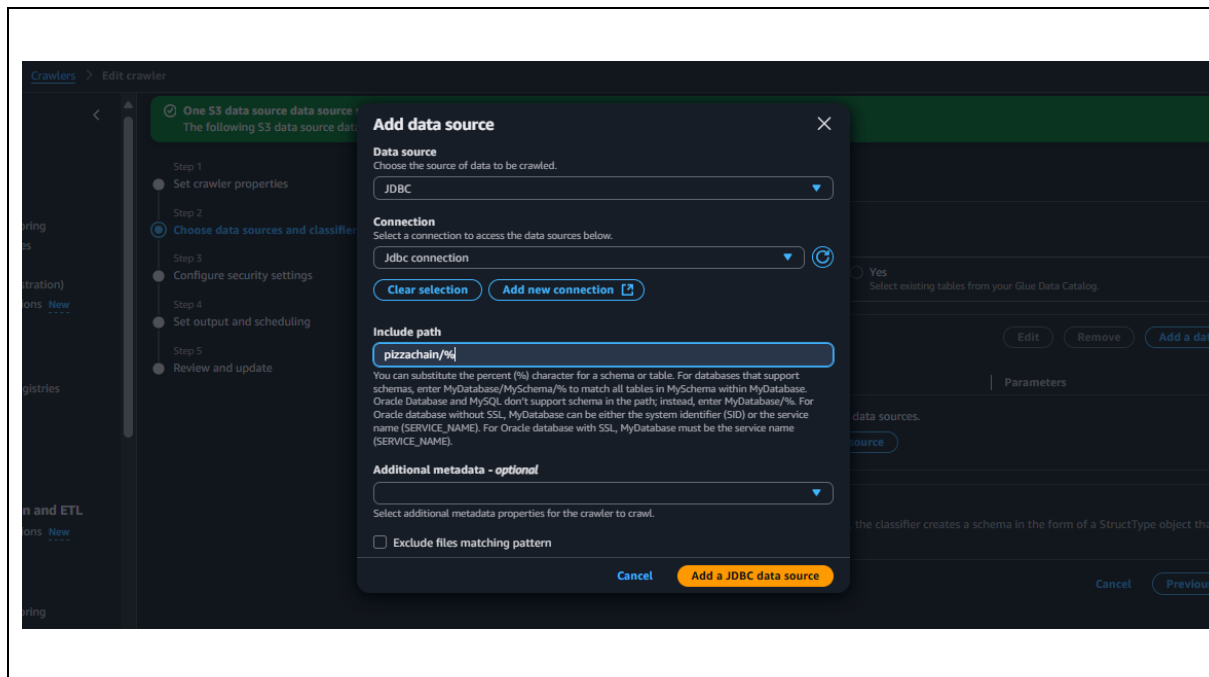 Crawlers > Edit crawler
One S3 data source data source
The following S3 data source
Add data source
Data source
Choose the source of data to be crawled.
JDBC
Connection
Select a connection to access the data sources below.
Jdbc connection
Clear selection
Add new connection
Include path
pizzachain/%
You can substitute the percent (%) character for a schema or table. For databases that support
schemas, enter MyDatabase/MySchema/% to match all tables in MySchema within MyDatabase.
Oracle Database and MySQL don't support schema in the path; instead, enter MyDatabase/%. For
Oracle database without SSL, MyDatabase can be either the system identifier (SID) or the service
name (SERVICE_NAME). For Oracle database with SSL, MyDatabase must be the service name
(SERVICE_NAME).
Additional metadata - optional
Select additional metadata properties for the crawler to crawl.
Exclude files matching pattern
Cancel
Add a JDBC data source
Step 1
Set crawler properties
Step 2
Choose data sources and classifier
Step 3
Configure security settings
Step 4
Set output and scheduling
Step 5
Review and update
oring
es
stration)
ions New
gistries
n and ETL
ions New
oring
Yes
Select existing tables from your Glue Data Catalog.
Edit
Remove
Add a da
Parameters
data sources.
source
the classifier creates a schema in the form of a StructType object tha
Cancel
Previou